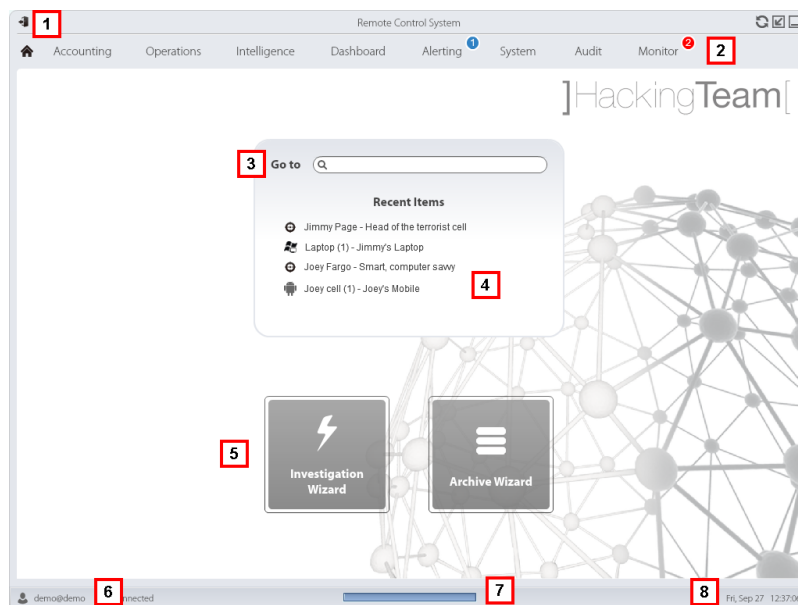 1
Remote Control System
Accounting Operations Intelligence Dashboard Alerting 1 System Audit Monitor 2 2
]HackingTeam[
3 Go to
Recent Items
Jimmy Page - Head of the terrorist cell
Laptop (1) - Jimmy's Laptop
Joey Fargo - Smart, computer savvy
4
Joey cell (1) - Joey's Mobile
5
Investigation
Wizard
Archive Wizard
demo@demo 6 nnected 7 8 Fri, Sep 27 12:37:06